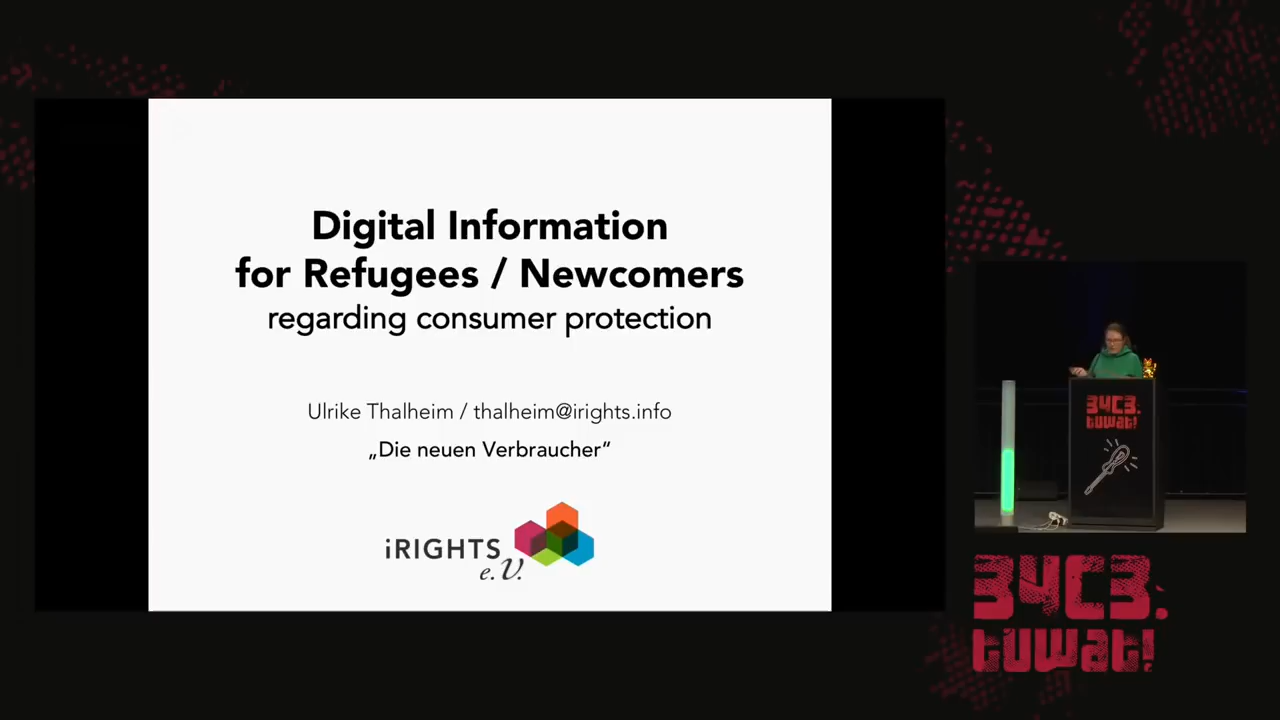 Digital Information
for Refugees / Newcomers
regarding consumer protection
Ulrike Thalheim / thalheim@irights.info
„Die neuen Verbraucher“
iRIGHTS
e.V.
34C3.
tuwat!
34C3.
tuwat!